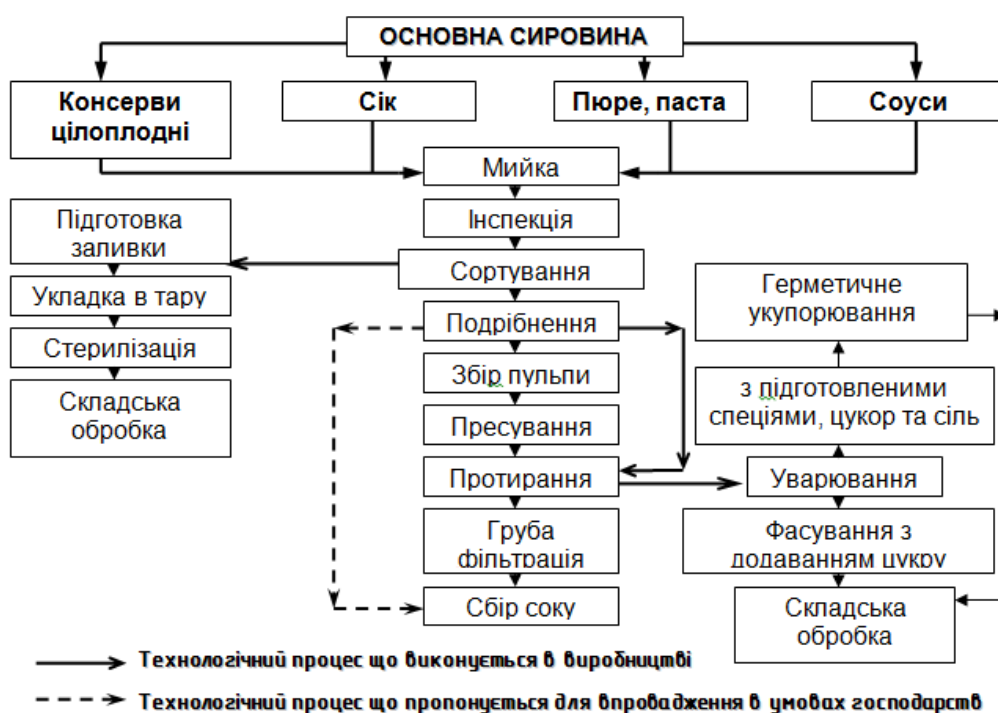 ОСНОВНА СИРОВИНА
Консерви
цілоплодні
Сік
Пюре, паста
Соуси
Мийка
Інспекція
Сортування
Подрібнення
Збір пульпи
Пресування
Протирання
Груба
фільтрація
Сбір соку
Підготовка
заливки
Укладка в тару
Стерилізація
Складська
обробка
Герметичне
укупорювання
з підготовленими
спеціями, цукор та сіль
Уварювання
Фасування з
додаванням цукру
Складська
обробка
Технологічний процес що виконується в виробництві
Технологічний процес що пропонується для впровадження в умовах господарств